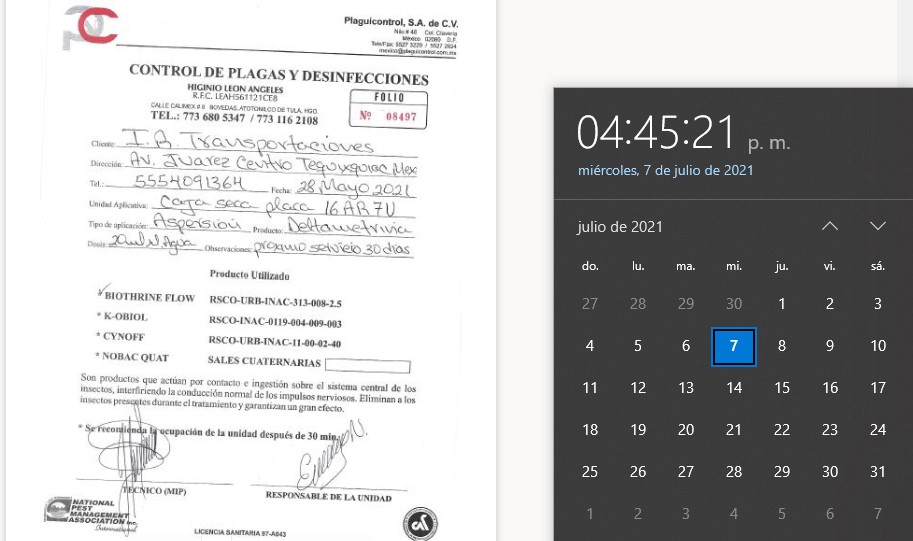 Plaguicontrol, S.A. de C.V.
Nilo # 46 Col. Clavería
México 02080 D.F.
Tels/Fax: 5527 3229 / 5527 2834
mexico@plaguicontrol.com.mx
CONTROL DE PLAGAS Y DESINFECCIONES
HIGINIO LEON ANGELES
R.F.C. LEAH561121CE8
CALLE CALIMEX # 8 BOVEDAS, ATOTONILCO DE TULA, HGO.
TEL.: 773 680 5347 / 773 116 2108
FOLIO
Nº 08497
Cliente: I.B. Transportaciones
Dirección: Av. Juarez Centro Tequixquiac Mex
Tel.: 5554091364 Fecha: 28 Mayo 2021
Unidad Aplicativa: Caja seca placa 16AR7U
Tipo de aplicación: Aspersión Producto: Deltametrivia
Dosis: 20ml Agua Observaciones: proximo servicio 30 dias
Producto Utilizado
BIOTHRINE FLOW RSCO-URB-INAC-313-008-2.5
* K-OBIOL RSCO-INAC-0119-004-009-003
* CYNOFF RSCO-URB-INAC-11-00-02-40
* NOBAC QUAT SALES CUATERNARIAS
Son productos que actúan por contacto e ingestión sobre el sistema central de los
insectos, interfiriendo la conducción normal de los impulsos nerviosos. Eliminan a los
insectos presentes durante el tratamiento y garantizan un gran efecto.
* Se recomienda la ocupación de la unidad después de 30 min.
TÉCNICO (MIP)
RESPONSABLE DE LA UNIDAD
NATIONAL
PEST
MANAGEMENT
ASSOCIATION Inc.
International
LICENCIA SANITARIA 97-A043
04:45:21 p. m.
miércoles, 7 de julio de 2021
julio de 2021
do. lu. ma. mi. ju. vi. sá.
27 28 29 30 1 2 3
4 5 6 7 8 9 10
11 12 13 14 15 16 17
18 19 20 21 22 23 24
25 26 27 28 29 30 31
1 2 3 4 5 6 7